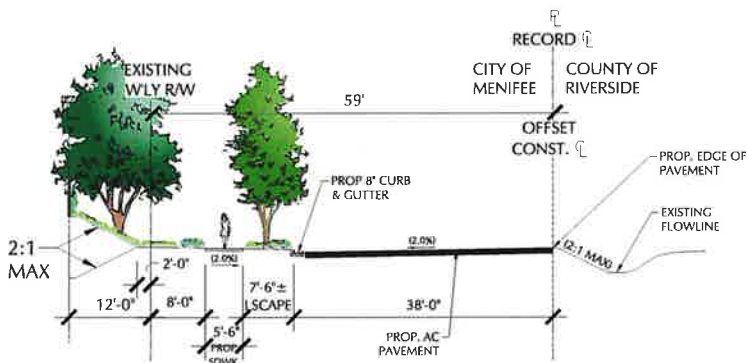 ℄
RECORD ℄
EXISTING
W'LY R/W
CITY OF
MENIFEE
COUNTY OF
RIVERSIDE
59'
OFFSET
CONST. ℄
PROP. EDGE OF
PAVEMENT
PROP 8" CURB
& GUTTER
EXISTING
FLOWLINE
2:1
MAX
(2.0%)
(2.0%)
(2:1 MAX)
2'-0"
12'-0"
8'-0"
7'-6"±
LSCAPE
38'-0"
5'-6"
PROP.
SDWK
PROP. AC
PAVEMENT